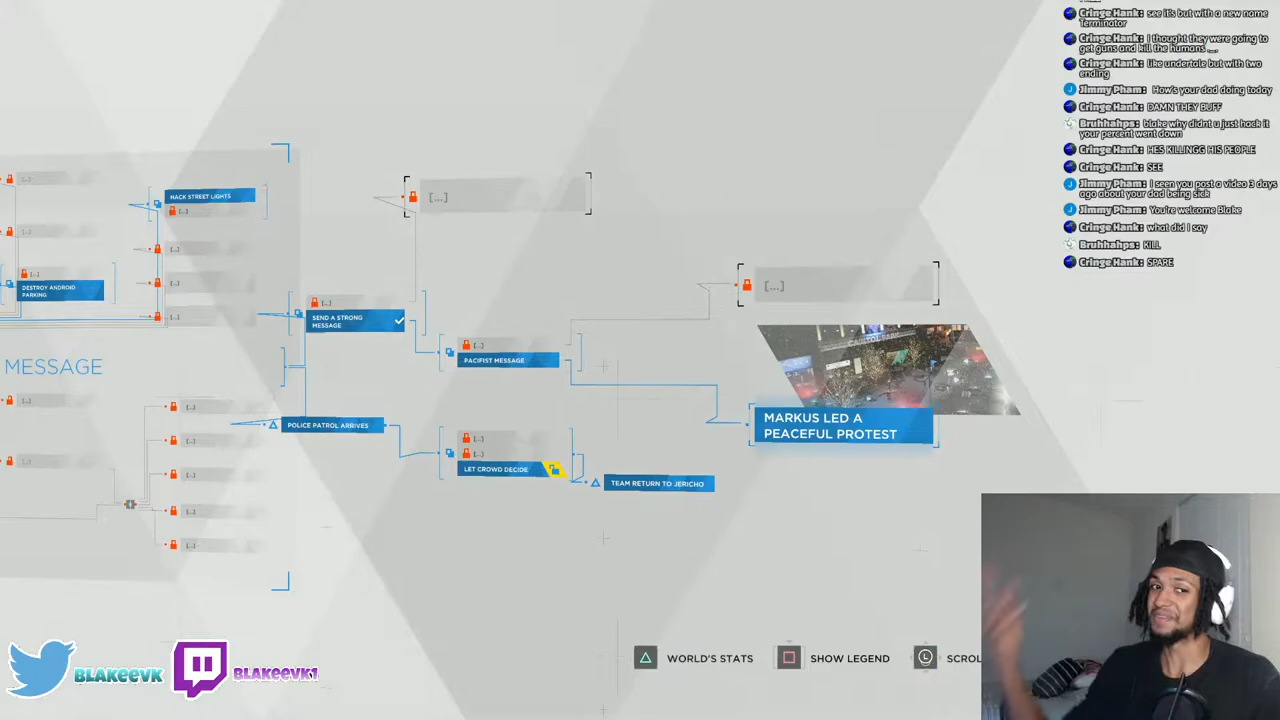 Cringe Hank: see it's but with a new name
Terminator
Cringe Hank: I thought they were going to
get guns and kill the humans ._.
Cringe Hank: like undertale but with two
ending
Jimmy Pham: How's your dad doing today
Cringe Hank: DAMN THEY BUFF
Bruhhahps: blake why didnt u just hack it
your percent went down
Cringe Hank: HES KILLINGG HIS PEOPLE
Cringe Hank: SEE
Jimmy Pham: I seen you post a video 3 days
ago about your dad being sick
Jimmy Pham: You're welcome Blake
Cringe Hank: what did I say
Bruhhahps: KILL
Cringe Hank: SPARE
[...]
HACK STREET LIGHTS
[...]
[...]
[...]
[...]
[...]
[...]
DESTROY ANDROID
PARKING
[...]
[...]
[...]
SEND A STRONG
MESSAGE
[...]
PACIFIST MESSAGE
MESSAGE
MARKUS LED A
PEACEFUL PROTEST
[...]
[...]
POLICE PATROL ARRIVES
[...]
[...]
[...]
[...]
LET CROWD DECIDE
[...]
TEAM RETURN TO JERICHO
[...]
[...]
WORLD'S STATS
SHOW LEGEND
L
SCROL
BLAKEEVK
BLAKEEVK1